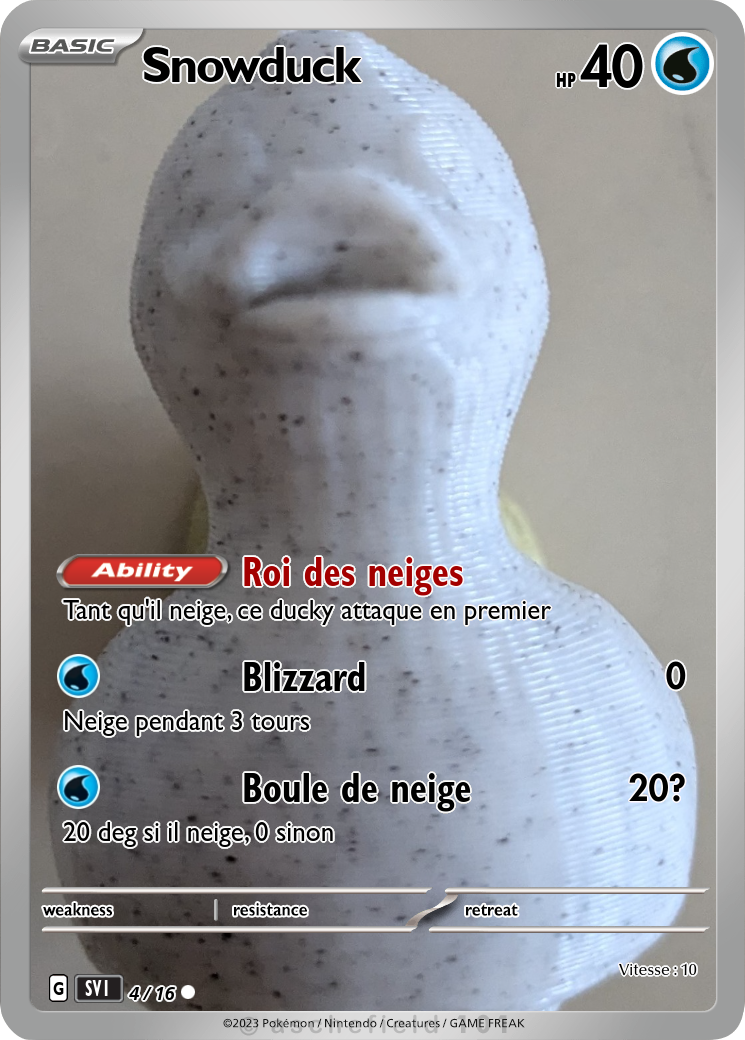 BASIC
Snowduck
HP 40
Ability Roi des neiges
Tant qu'il neige, ce ducky attaque en premier
Blizzard 0
Neige pendant 3 tours
Boule de neige 20?
20 deg si il neige, 0 sinon
weakness resistance retreat
Vitesse : 10
G SVI 4/16
©2023 Pokémon / Nintendo / Creatures / GAME FREAK